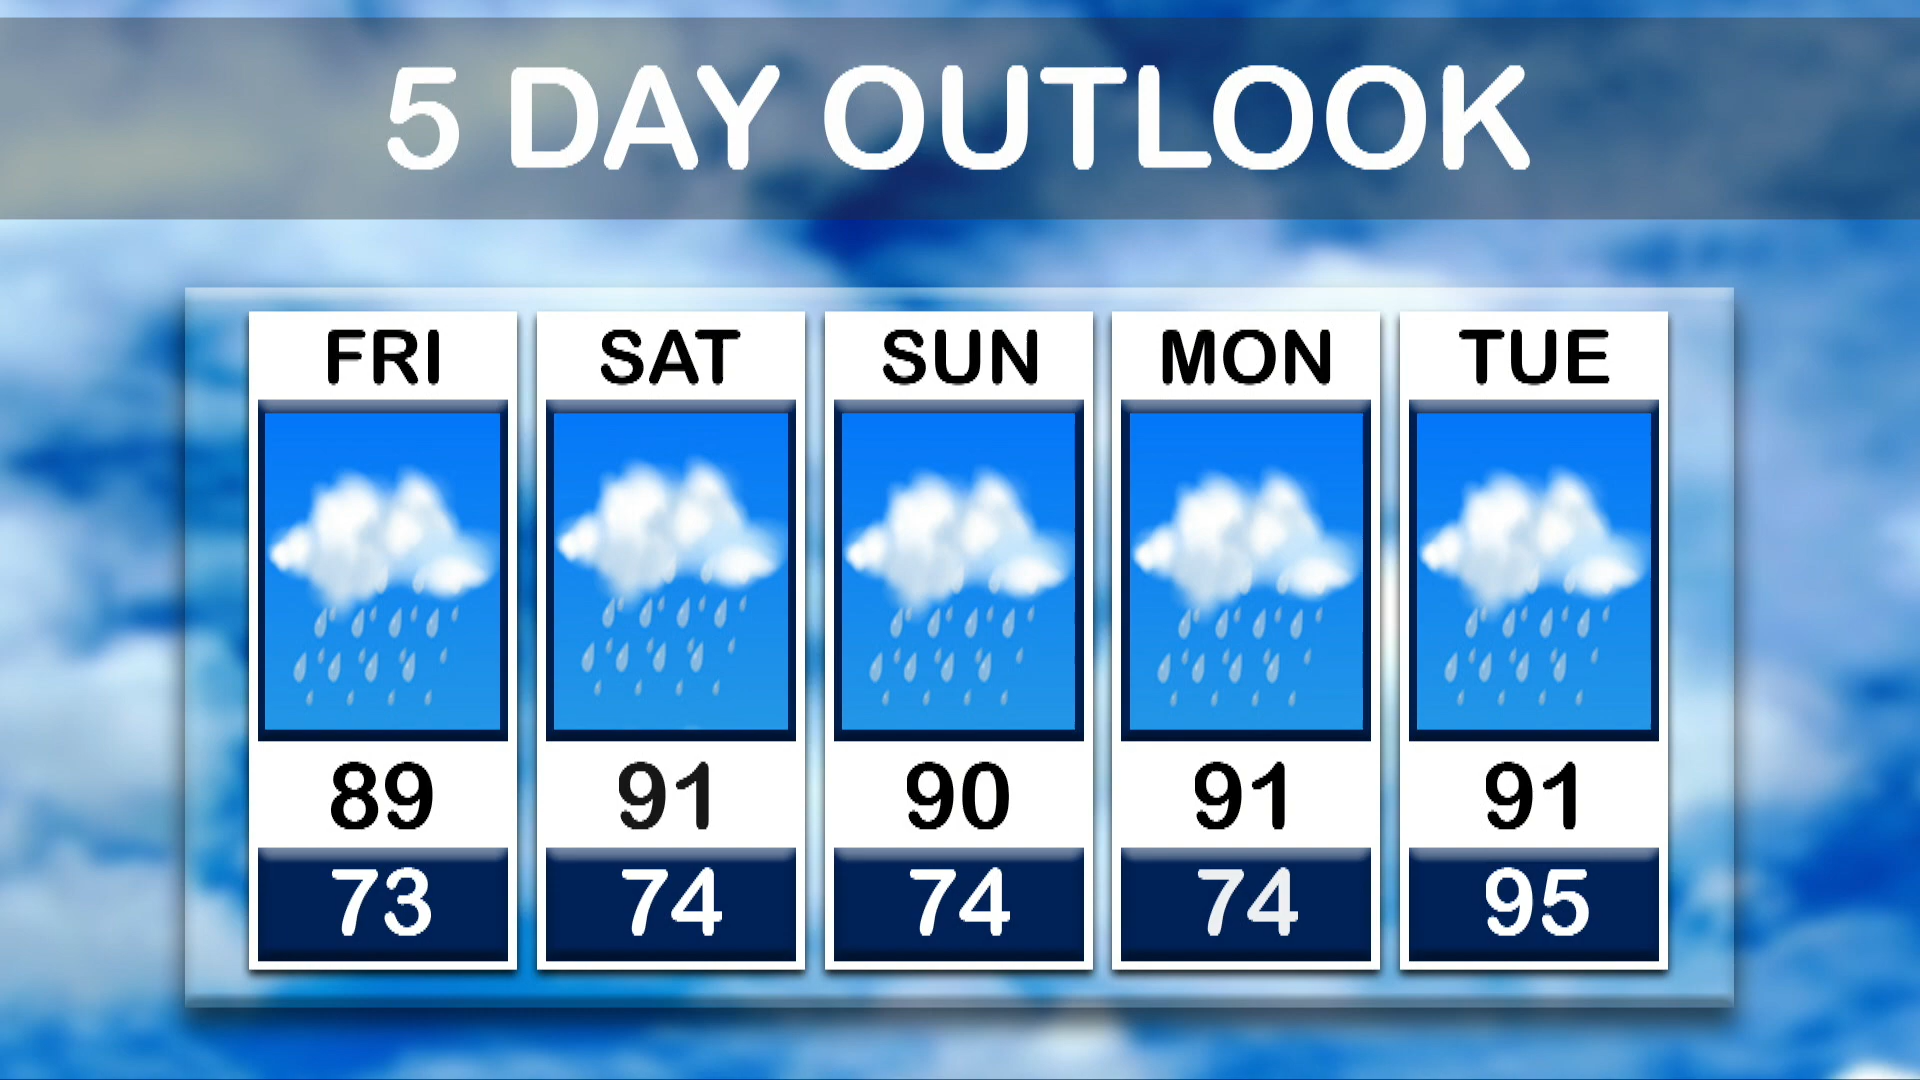 5 DAY OUTLOOK
FRI SAT SUN MON TUE
89 91 90 91 91
73 74 74 74 95